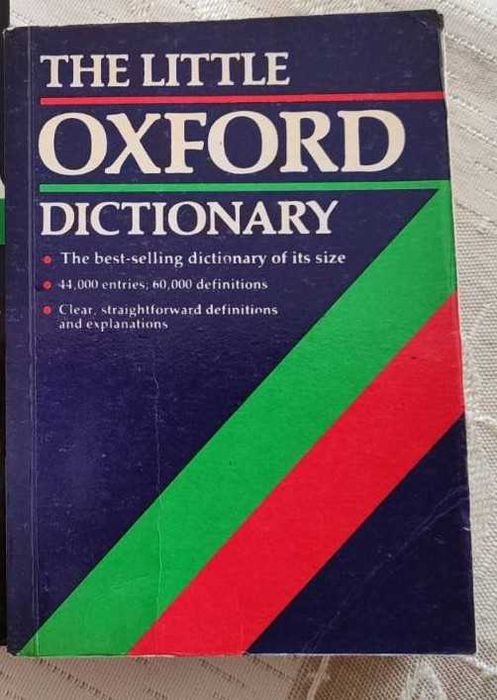 THE LITTLE
OXFORD
DICTIONARY
• The best-selling dictionary of its size
• 44,000 entries; 60,000 definitions
• Clear, straightforward definitions
and explanations